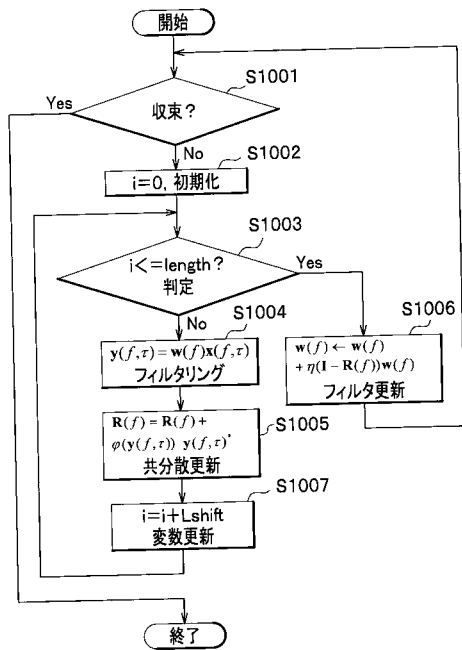 開始
S1001
Yes
収束?
No
S1002
i=0, 初期化
S1003
i<=length?
判定
Yes
No
S1004
y(f,τ)=w(f)x(f,τ)
フィルタリング
S1006
w(f) ← w(f)
+ η(I - R(f))w(f)
フィルタ更新
S1005
R(f) = R(f) +
φ(y(f,τ)) y(f,τ)*
共分散更新
S1007
i=i+Lshift
変数更新
終了